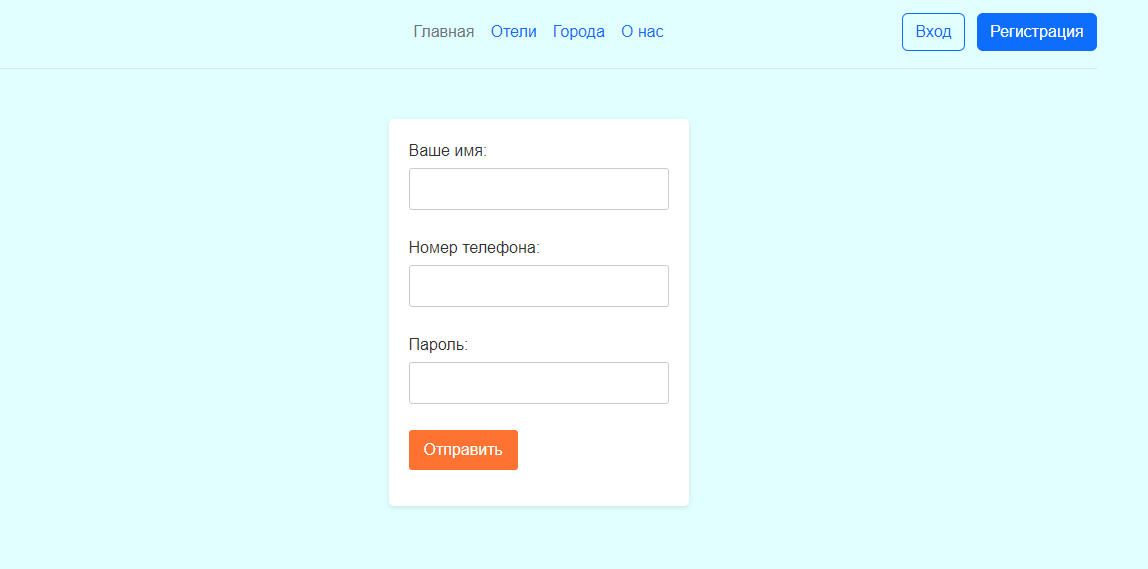 Главная Отели Города О нас Вход Регистрация
Ваше имя:
Номер телефона:
Пароль:
Отправить